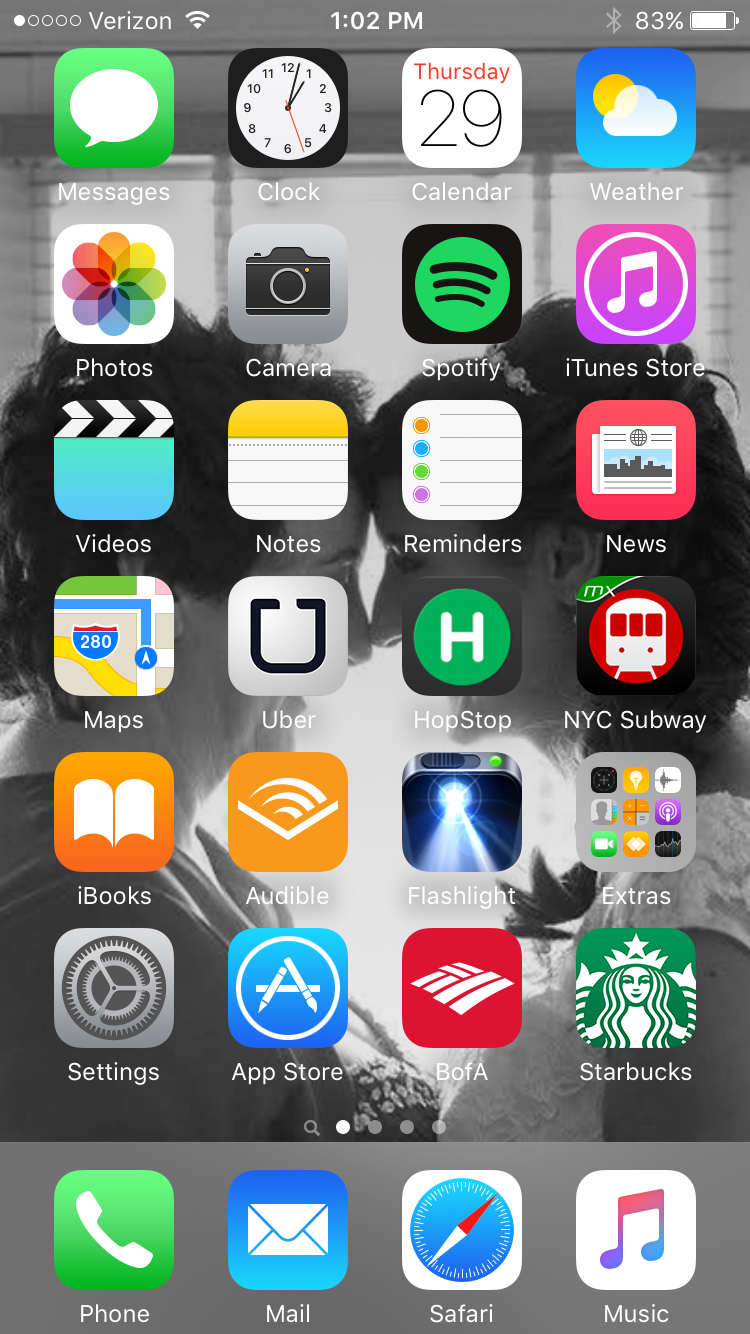 Verizon 1:02 PM 83%
12
11 1
10 2
9 3
8 4
7 5
6
Thursday
29
Messages Clock Calendar Weather
Photos Camera Spotify iTunes Store
Videos Notes Reminders News
280
H
mx
Maps Uber HopStop NYC Subway
iBooks Audible Flashlight Extras
Settings App Store BofA Starbucks
Phone Mail Safari Music